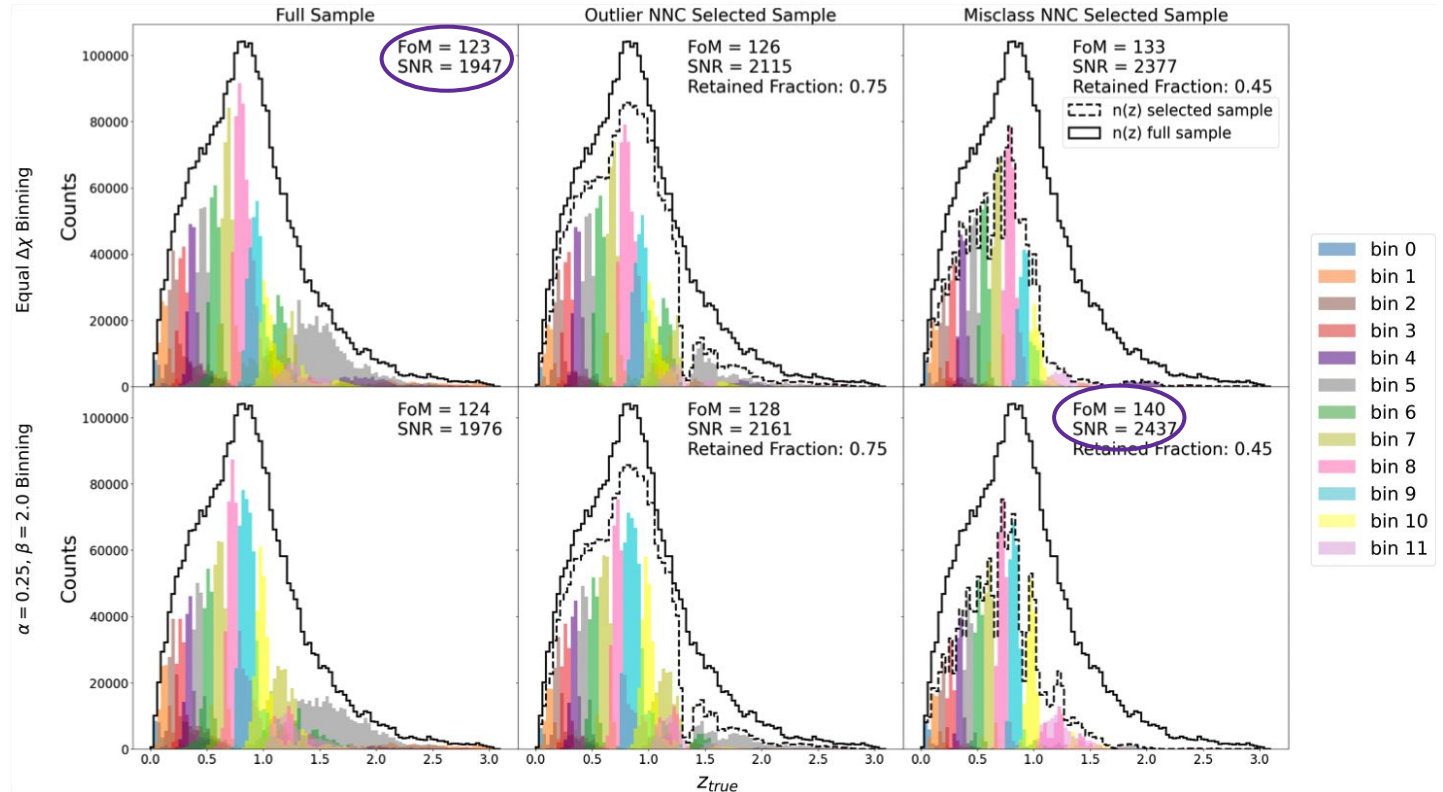 Full Sample
Outlier NNC Selected Sample
Misclass NNC Selected Sample
Equal Δχ Binning
Counts
100000
80000
60000
40000
20000
0
FoM = 123
SNR = 1947
FoM = 126
SNR = 2115
Retained Fraction: 0.75
FoM = 133
SNR = 2377
Retained Fraction: 0.45
n(z) selected sample
n(z) full sample
α = 0.25, β = 2.0 Binning
Counts
100000
80000
60000
40000
20000
0
FoM = 124
SNR = 1976
FoM = 128
SNR = 2161
Retained Fraction: 0.75
FoM = 140
SNR = 2437
Retained Fraction: 0.45
0.0 0.5 1.0 1.5 2.0 2.5 3.0
0.0 0.5 1.0 1.5 2.0 2.5 3.0
0.0 0.5 1.0 1.5 2.0 2.5 3.0
z_true
bin 0
bin 1
bin 2
bin 3
bin 4
bin 5
bin 6
bin 7
bin 8
bin 9
bin 10
bin 11